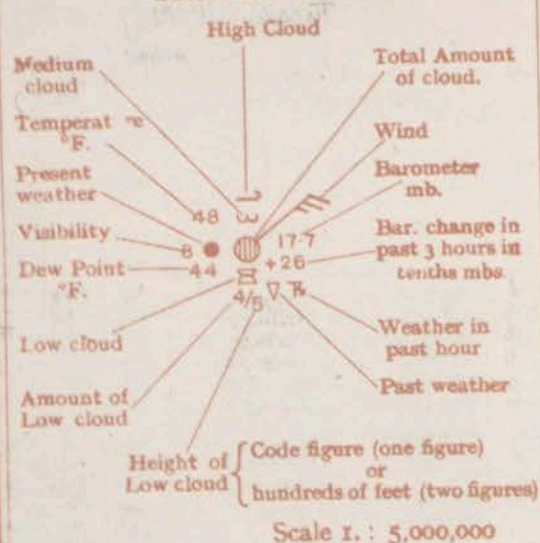 High Cloud
Medium
cloud
Total Amount
of cloud.
Temperat e
°F.
Wind
Present
weather
Barometer
mb.
48
Visibility
8
17.7
Bar. change in
past 3 hours in
tenths mbs.
+26
Dew Point
°F.
44
4/5
Low cloud
Weather in
past hour
Amount of
Low cloud
Past weather
Height of
Low cloud
Code figure (one figure)
or
hundreds of feet (two figures)
Scale 1. : 5,000,000